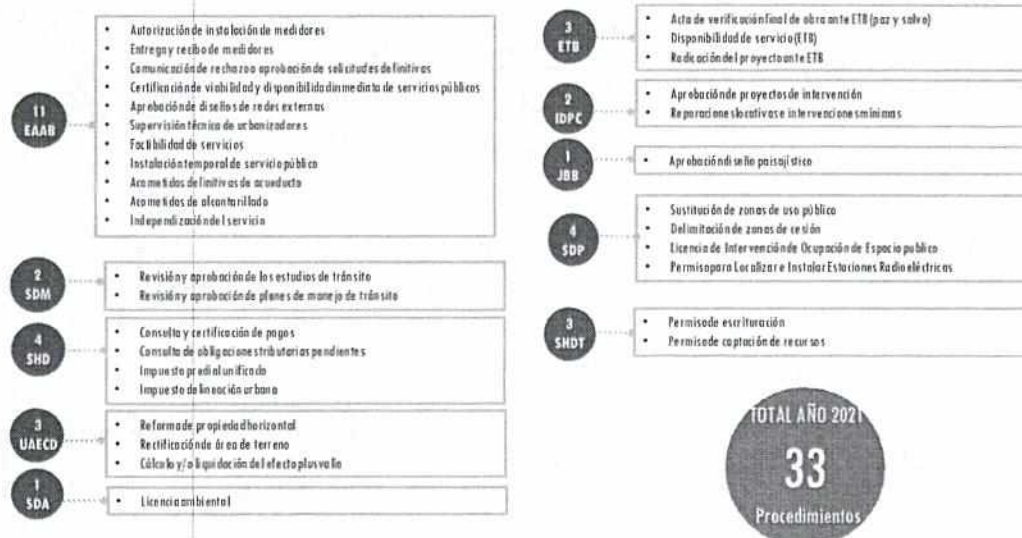 11
EAAB
• Autorización de instalación de medidores
• Entrega y recibo de medidores
• Comunicación de rechazo o aprobación de solicitudes definitivas
• Certificación de viabilidad y disponibilidad inmediata de servicios públicos
• Aprobación de diseños de redes externas
• Supervisión técnica de urbanizadores
• Factibilidad de servicios
• Instalación temporal de servicio público
• Acometidas definitivas de acueducto
• Acometidas de alcantarillado
• Independización del servicio
2
SDM
• Revisión y aprobación de los estudios de tránsito
• Revisión y aprobación de planes de manejo de tránsito
4
SHD
• Consulta y certificación de pagos
• Consulta de obligaciones tributarias pendientes
• Impuesto predial unificado
• Impuesto delineación urbana
3
UAECD
• Reforma de propiedad horizontal
• Rectificación de área de terreno
• Cálculo y/o liquidación del efecto plusvalía
1
SDA
• Licencia ambiental
3
ETB
• Acta de verificación final de obra ante ETB (paz y salvo)
• Disponibilidad de servicio (ETB)
• Radicación del proyecto ante ETB
2
IDPC
• Aprobación de proyectos de intervención
• Reparaciones locativas e intervenciones mínimas
1
JBB
• Aprobación diseño paisajístico
4
SDP
• Sustitución de zonas de uso público
• Delimitación de zonas de cesión
• Licencia de Intervención de Ocupación de Espacio publico
• Permiso para Localizar e Instalar Estaciones Radioeléctricas
3
SHDT
• Permiso de escrituración
• Permiso de captación de recursos
TOTAL AÑO 2021
33
Procedimientos